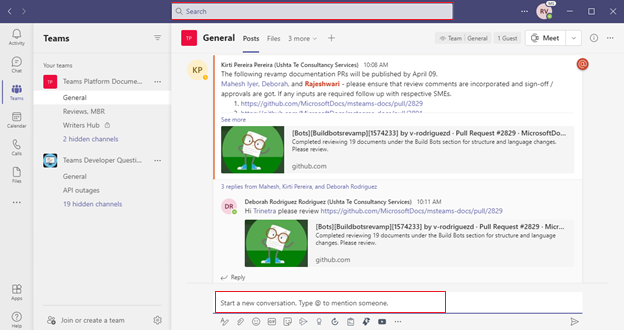 Search
RV
Activity
Chat
Teams
Calendar
Calls
Files
Apps
Help
Teams
Your teams
TP
Teams Platform Docume...
General
Reviews, MBR
Writers Hub
2 hidden channels
Teams Developer Questi...
General
API outages
19 hidden channels
Join or create a team
TP
General
Posts
Files
3 more
Team | General
1 Guest
Meet
KP
Kirti Pereira Pereira (Ushta Te Consultancy Services)
10:08 AM
The following revamp documentation PRs will be published by April 09.
Mahesh Iyer, Deborah, and Rajeshwari - please ensure that review comments are incorporated and sign-off /
approvals are got. If any inputs are required follow up with respective SMEs.
1. https://github.com/MicrosoftDocs/msteams-docs/pull/2829
See more
[Bots][Buildbotsrevamp][1574233] by v-rodriguezd · Pull Request #2829 · MicrosoftDo...
Completed reviewing 19 documents under the Build Bots section for structure and language changes.
Please review.
github.com
3 replies from Mahesh, Kirti Pereira, and Deborah Rodriguez
DR
Deborah Rodriguez Rodriguez (Ushta Te Consultancy Services)
10:11 AM
Hi Trinetra please review https://github.com/MicrosoftDocs/msteams-docs/pull/2829
[Bots][Buildbotsrevamp][1574233] by v-rodriguezd · Pull Request #2829 · Micr...
Completed reviewing 19 documents under the Build Bots section for structure and language
changes. Please review.
github.com
Reply
Start a new conversation. Type @ to mention someone.